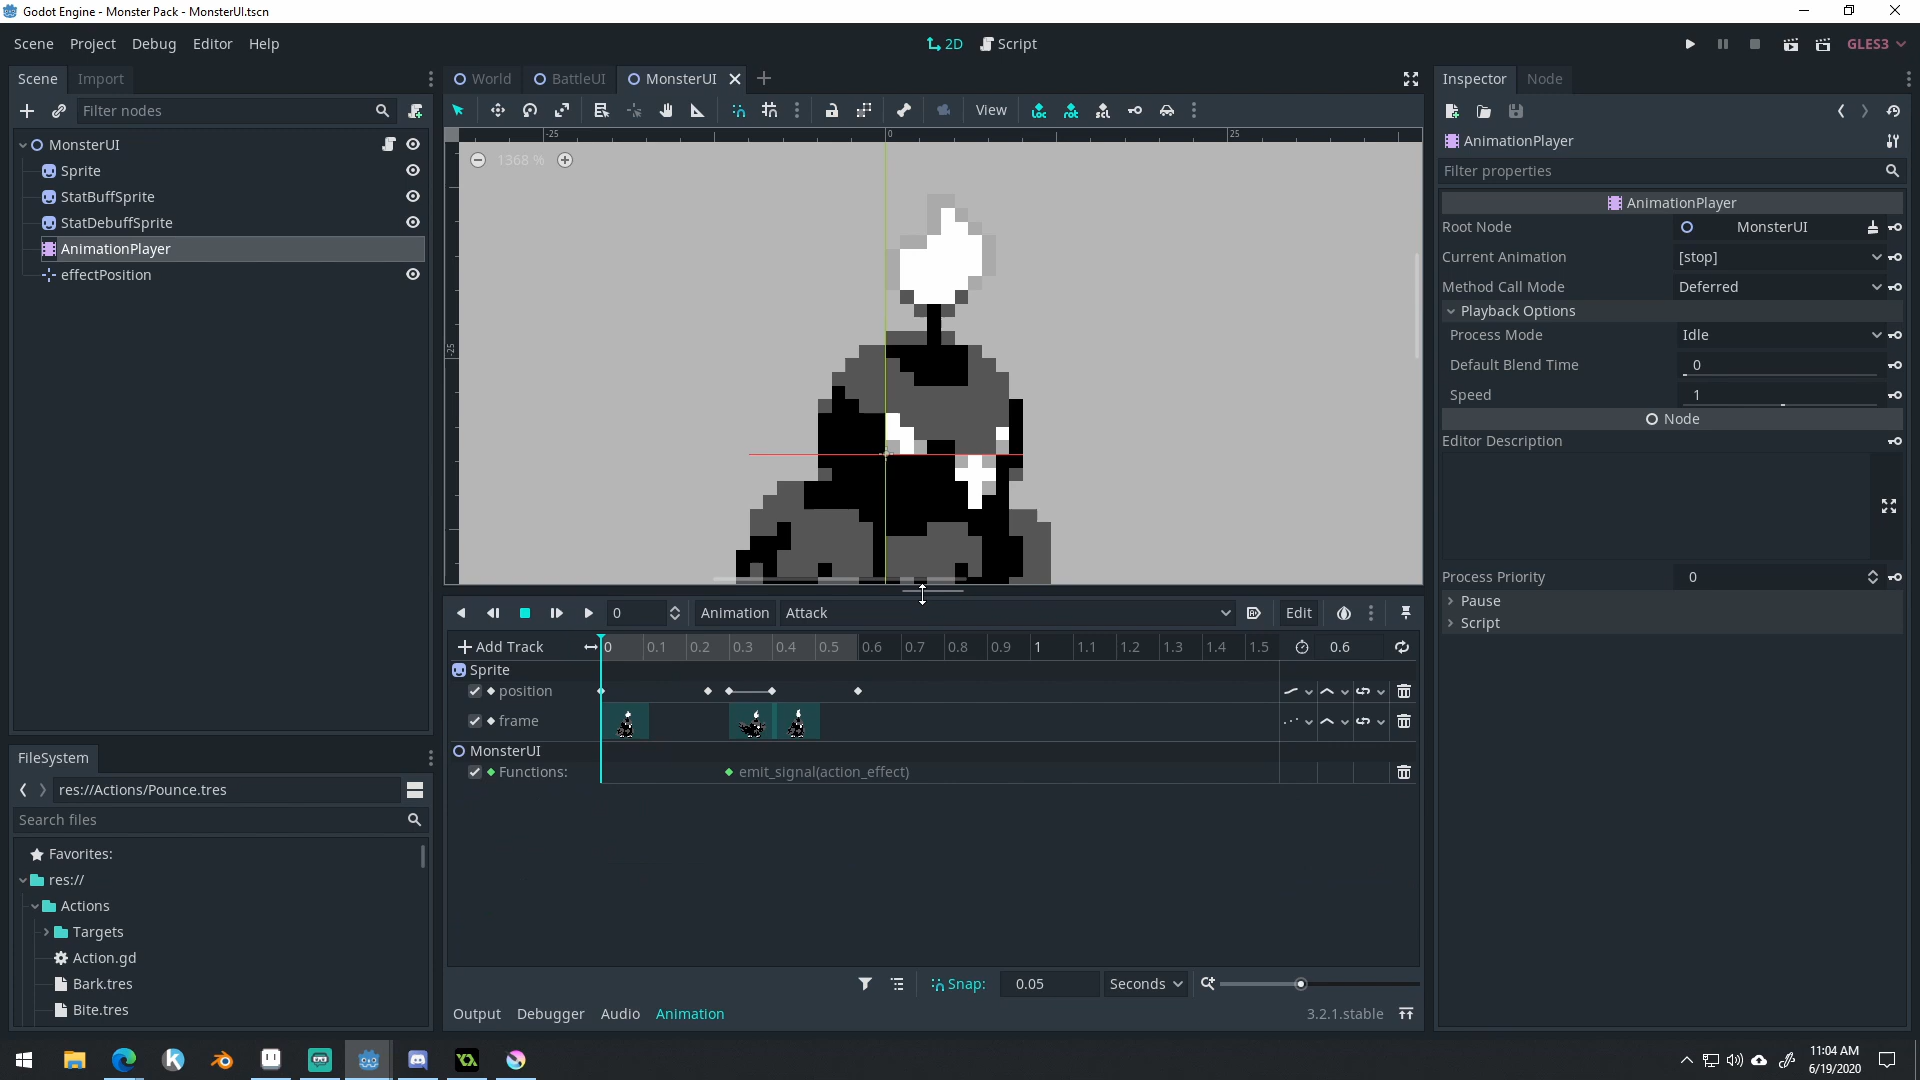 Godot Engine - Monster Pack - MonsterUI.tscn
Scene Project Debug Editor Help
2D Script
GLES3
Scene Import
World BattleUI MonsterUI
Inspector Node
Filter nodes
View
MonsterUI
Sprite
StatBuffSprite
StatDebuffSprite
AnimationPlayer
effectPosition
-25 0 25
1368 %
-25
AnimationPlayer
Filter properties
AnimationPlayer
Root Node MonsterUI
Current Animation [stop]
Method Call Mode Deferred
Playback Options
Process Mode Idle
Default Blend Time 0
Speed 1
Node
Editor Description
Process Priority 0
Pause
Script
0 Animation Attack Edit
Add Track 0 0.1 0.2 0.3 0.4 0.5 0.6 0.7 0.8 0.9 1 1.1 1.2 1.3 1.4 1.5 0.6
Sprite
position
frame
MonsterUI
Functions: emit_signal(action_effect)
Snap: 0.05 Seconds
Output Debugger Audio Animation 3.2.1.stable
FileSystem
res://Actions/Pounce.tres
Search files
Favorites:
res://
Actions
Targets
Action.gd
Bark.tres
Bite.tres
11:04 AM
6/19/2020